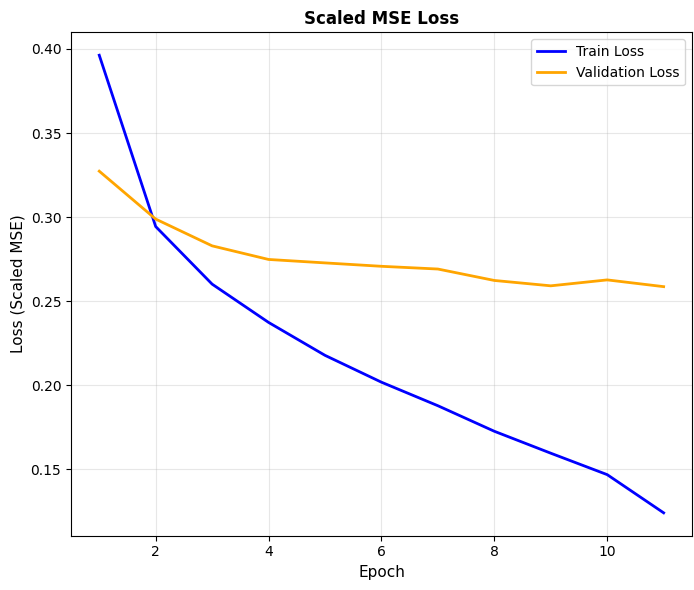 Scaled MSE Loss
Train Loss
Validation Loss
0.40
0.35
0.30
0.25
0.20
0.15
Loss (Scaled MSE)
2
4
6
8
10
Epoch